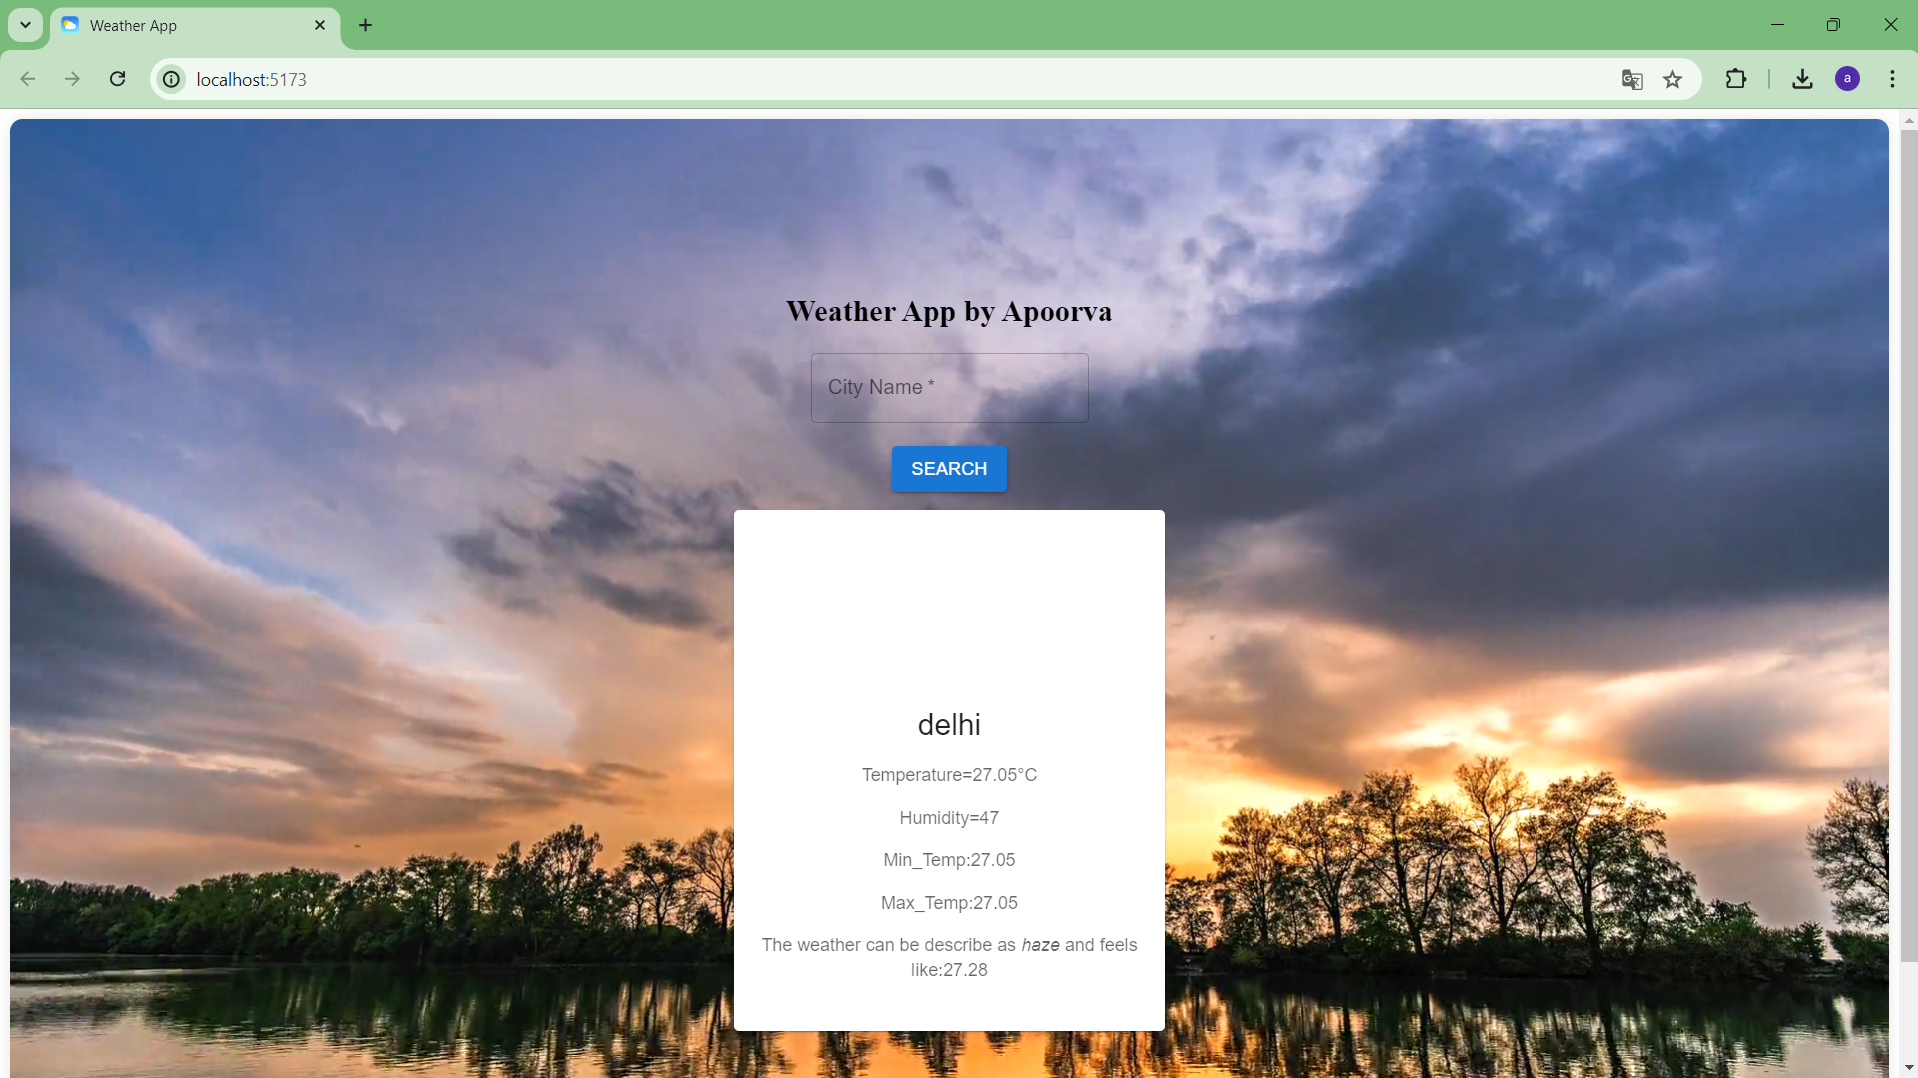 Weather App
localhost:5173
a
Weather App by Apoorva
City Name *
SEARCH
delhi
Temperature=27.05°C
Humidity=47
Min_Temp:27.05
Max_Temp:27.05
The weather can be describe as haze and feels
like:27.28